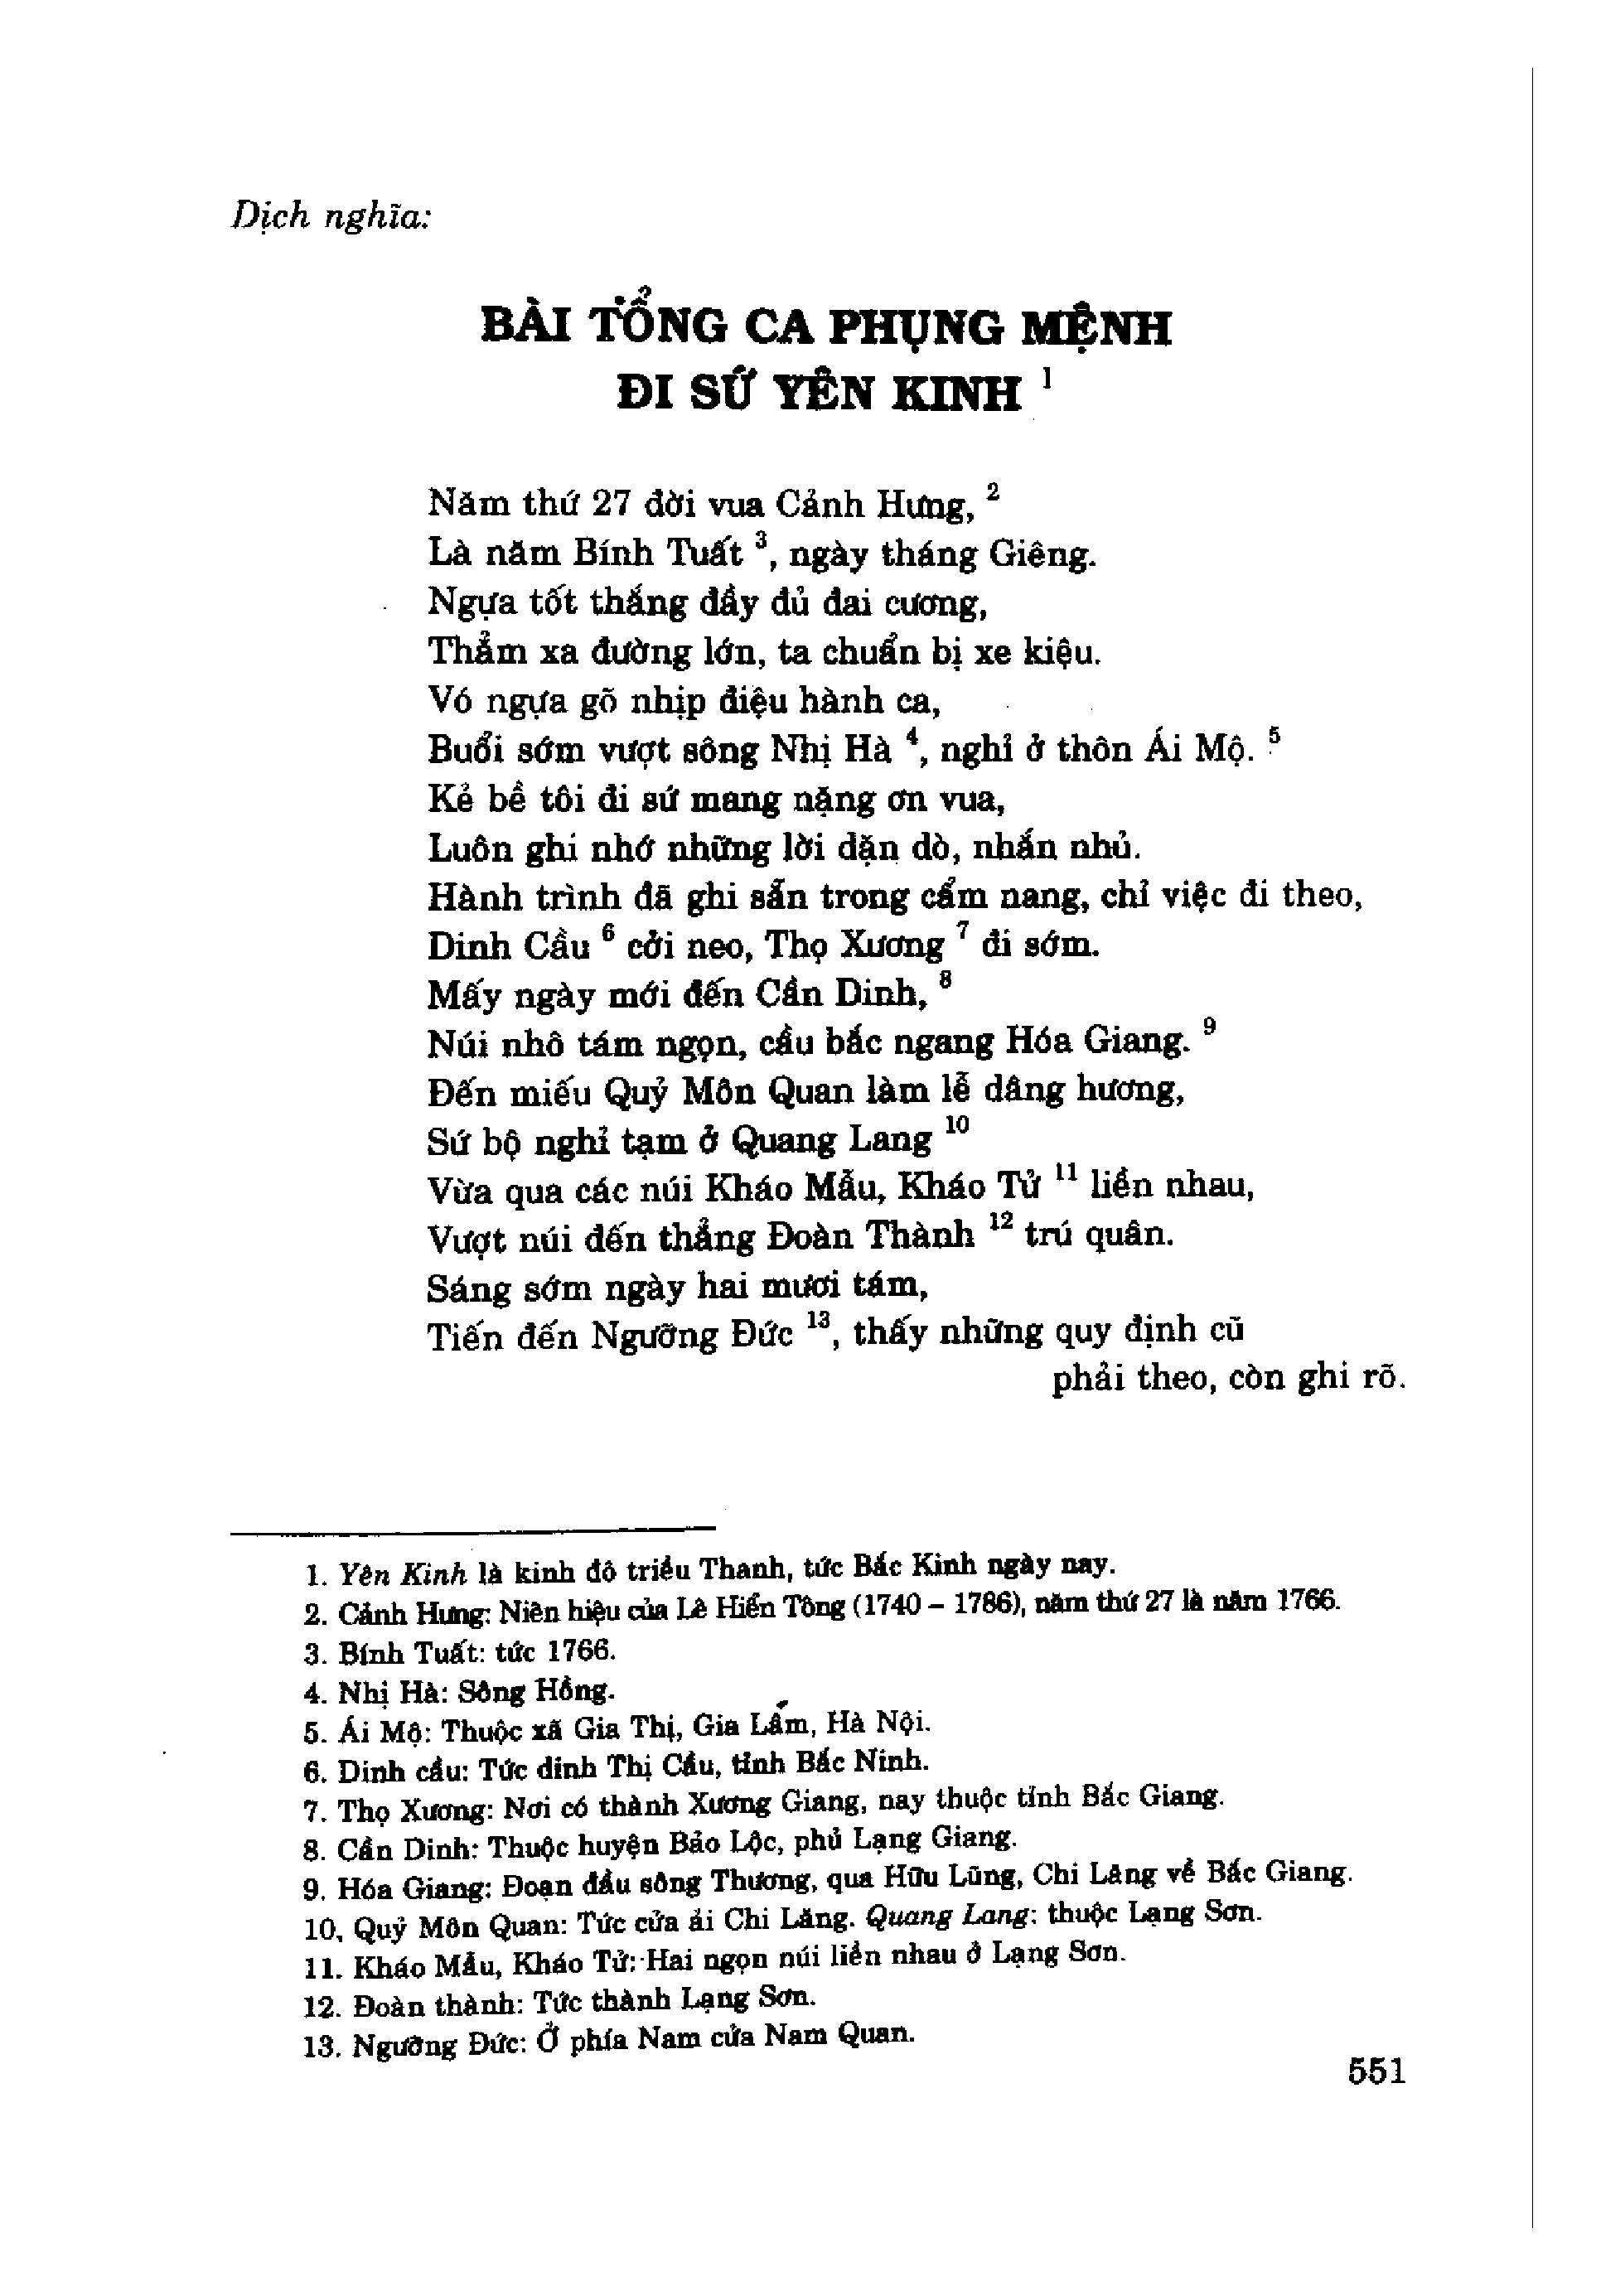 Dịch nghĩa:
BÀI TỔNG CA PHỤNG MỆNH
ĐI SỨ YÊN KINH 1
Năm thứ 27 đời vua Cảnh Hưng, 2
Là năm Bính Tuất 3, ngày tháng Giêng.
Ngựa tốt thắng đầy đủ đai cương,
Thẳm xa đường lớn, ta chuẩn bị xe kiệu.
Vó ngựa gõ nhịp điệu hành ca,
Buổi sớm vượt sông Nhị Hà 4, nghỉ ở thôn Ái Mộ. 5
Kẻ bề tôi đi sứ mang nặng ơn vua,
Luôn ghi nhớ những lời dặn dò, nhắn nhủ.
Hành trình đã ghi sẵn trong cẩm nang, chỉ việc đi theo,
Dinh Cầu 6 cởi neo, Thọ Xương 7 đi sớm.
Mấy ngày mới đến Cần Dinh, 8
Núi nhô tám ngọn, cầu bắc ngang Hóa Giang. 9
Đến miếu Quỷ Môn Quan làm lễ dâng hương,
Sứ bộ nghỉ tạm ở Quang Lang 10
Vừa qua các núi Kháo Mẫu, Kháo Tử 11 liền nhau,
Vượt núi đến thẳng Đoàn Thành 12 trú quân.
Sáng sớm ngày hai mươi tám,
Tiến đến Ngưỡng Đức 13, thấy những quy định cũ
phải theo, còn ghi rõ.
1. Yên Kinh là kinh đô triều Thanh, tức Bắc Kinh ngày nay.
2. Cảnh Hưng: Niên hiệu của Lê Hiển Tông (1740 – 1786), năm thứ 27 là năm 1766.
3. Bính Tuất: tức 1766.
4. Nhị Hà: Sông Hồng.
5. Ái Mộ: Thuộc xã Gia Thị, Gia Lấm, Hà Nội.
6. Dinh cầu: Tức dinh Thị Cầu, tỉnh Bắc Ninh.
7. Thọ Xương: Nơi có thành Xương Giang, nay thuộc tỉnh Bắc Giang.
8. Cần Dinh: Thuộc huyện Bảo Lộc, phủ Lạng Giang.
9. Hóa Giang: Đoạn đầu sông Thương, qua Hữu Lũng, Chi Lăng về Bắc Giang.
10. Quỷ Môn Quan: Tức cửa ải Chi Lăng. Quang Lang: thuộc Lạng Sơn.
11. Kháo Mẫu, Kháo Tử: Hai ngọn núi liền nhau ở Lạng Sơn.
12. Đoàn thành: Tức thành Lạng Sơn.
13. Ngưỡng Đức: Ở phía Nam cửa Nam Quan.
551